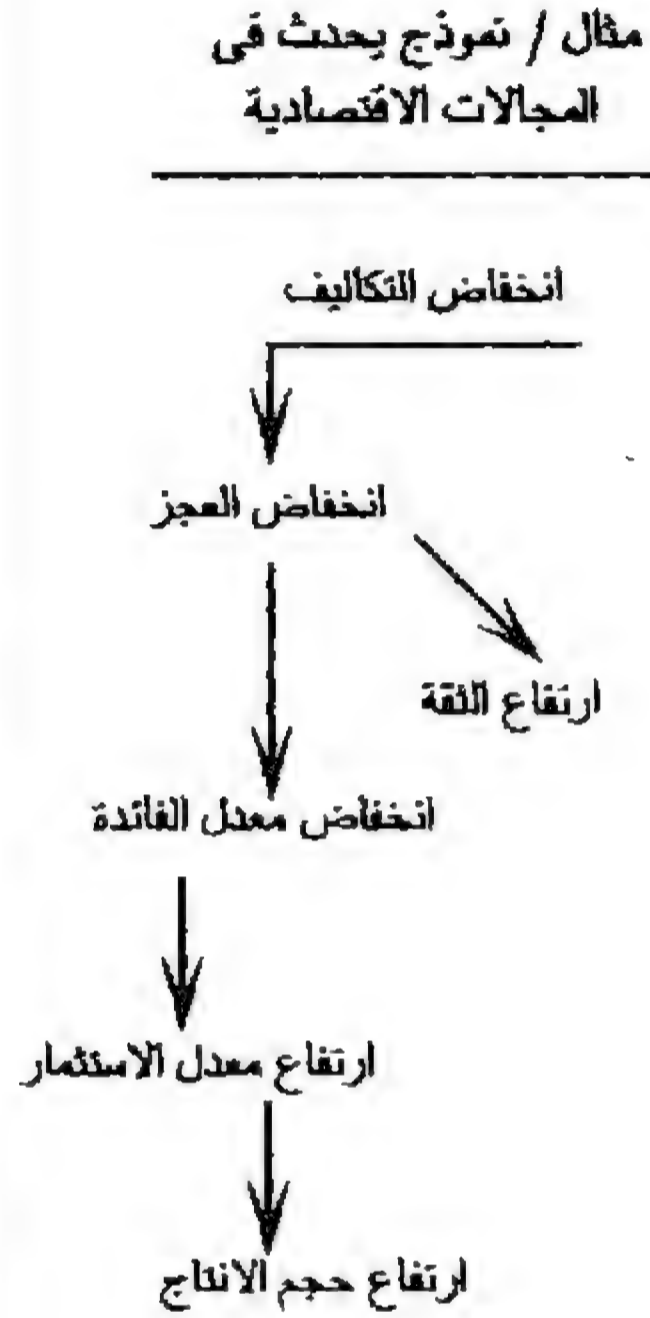 مثال / نموذج يحدث فى
المجالات الاقتصادية
انخفاض التكاليف
انخفاض العجز
ارتفاع الثقة
انخفاض معدل الفائدة
ارتفاع معدل الاستثمار
ارتفاع حجم الانتاج